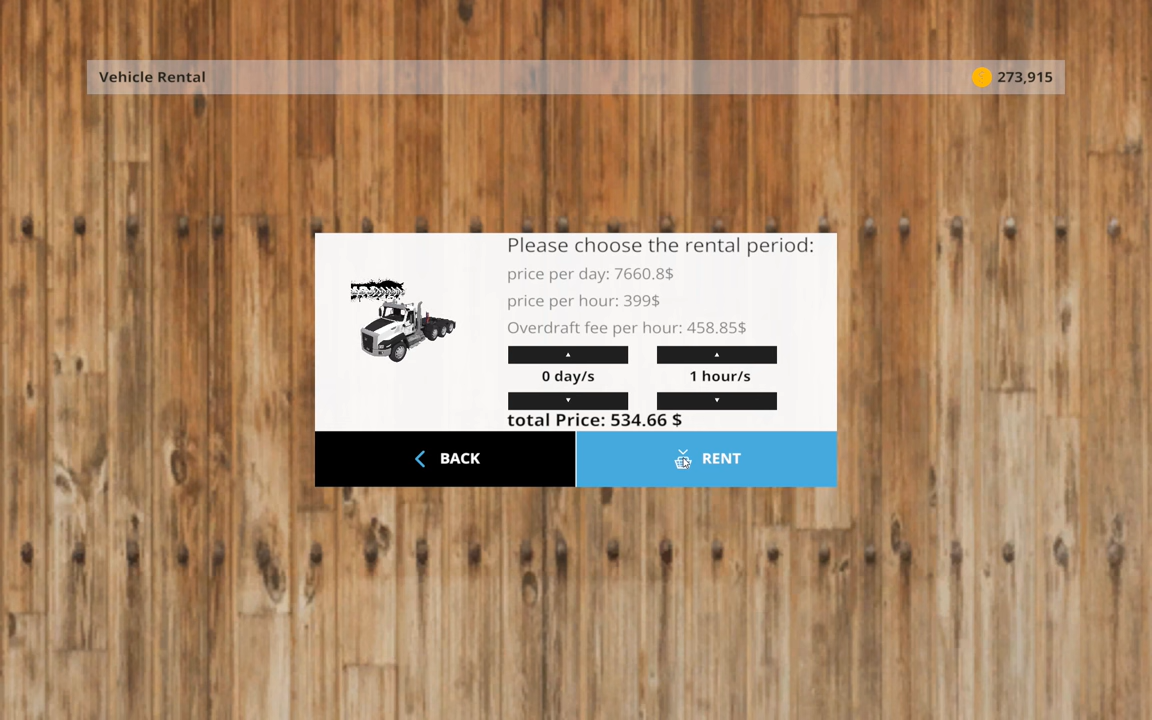 Vehicle Rental
273,915
Please choose the rental period:
price per day: 7660.8$
price per hour: 399$
Overdraft fee per hour: 458.85$
0 day/s
1 hour/s
total Price: 534.66 $
BACK
RENT